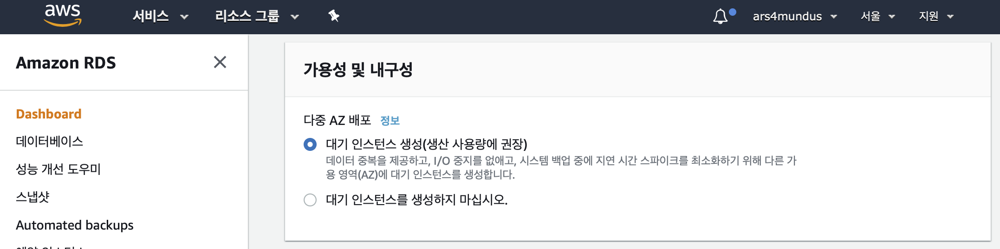 aws 서비스 리소스 그룹 ars4mundus 서울 지원
Amazon RDS
Dashboard
데이터베이스
성능 개선 도우미
스냅샷
Automated backups
가용성 및 내구성
다중 AZ 배포 정보
대기 인스턴스 생성(생산 사용량에 권장)
데이터 중복을 제공하고, I/O 중지를 없애고, 시스템 백업 중에 지연 시간 스파이크를 최소화하기 위해 다른 가
용 영역(AZ)에 대기 인스턴스를 생성합니다.
대기 인스턴스를 생성하지 마십시오.